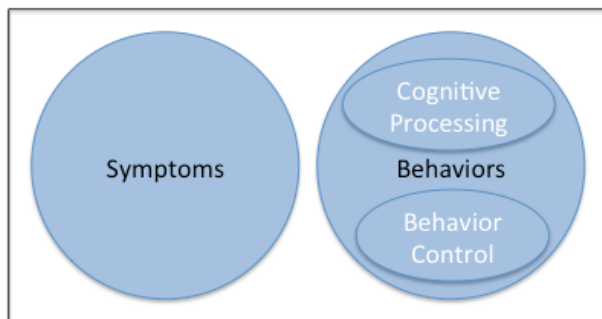 Symptoms
Cognitive
Processing
Behaviors
Behavior
Control